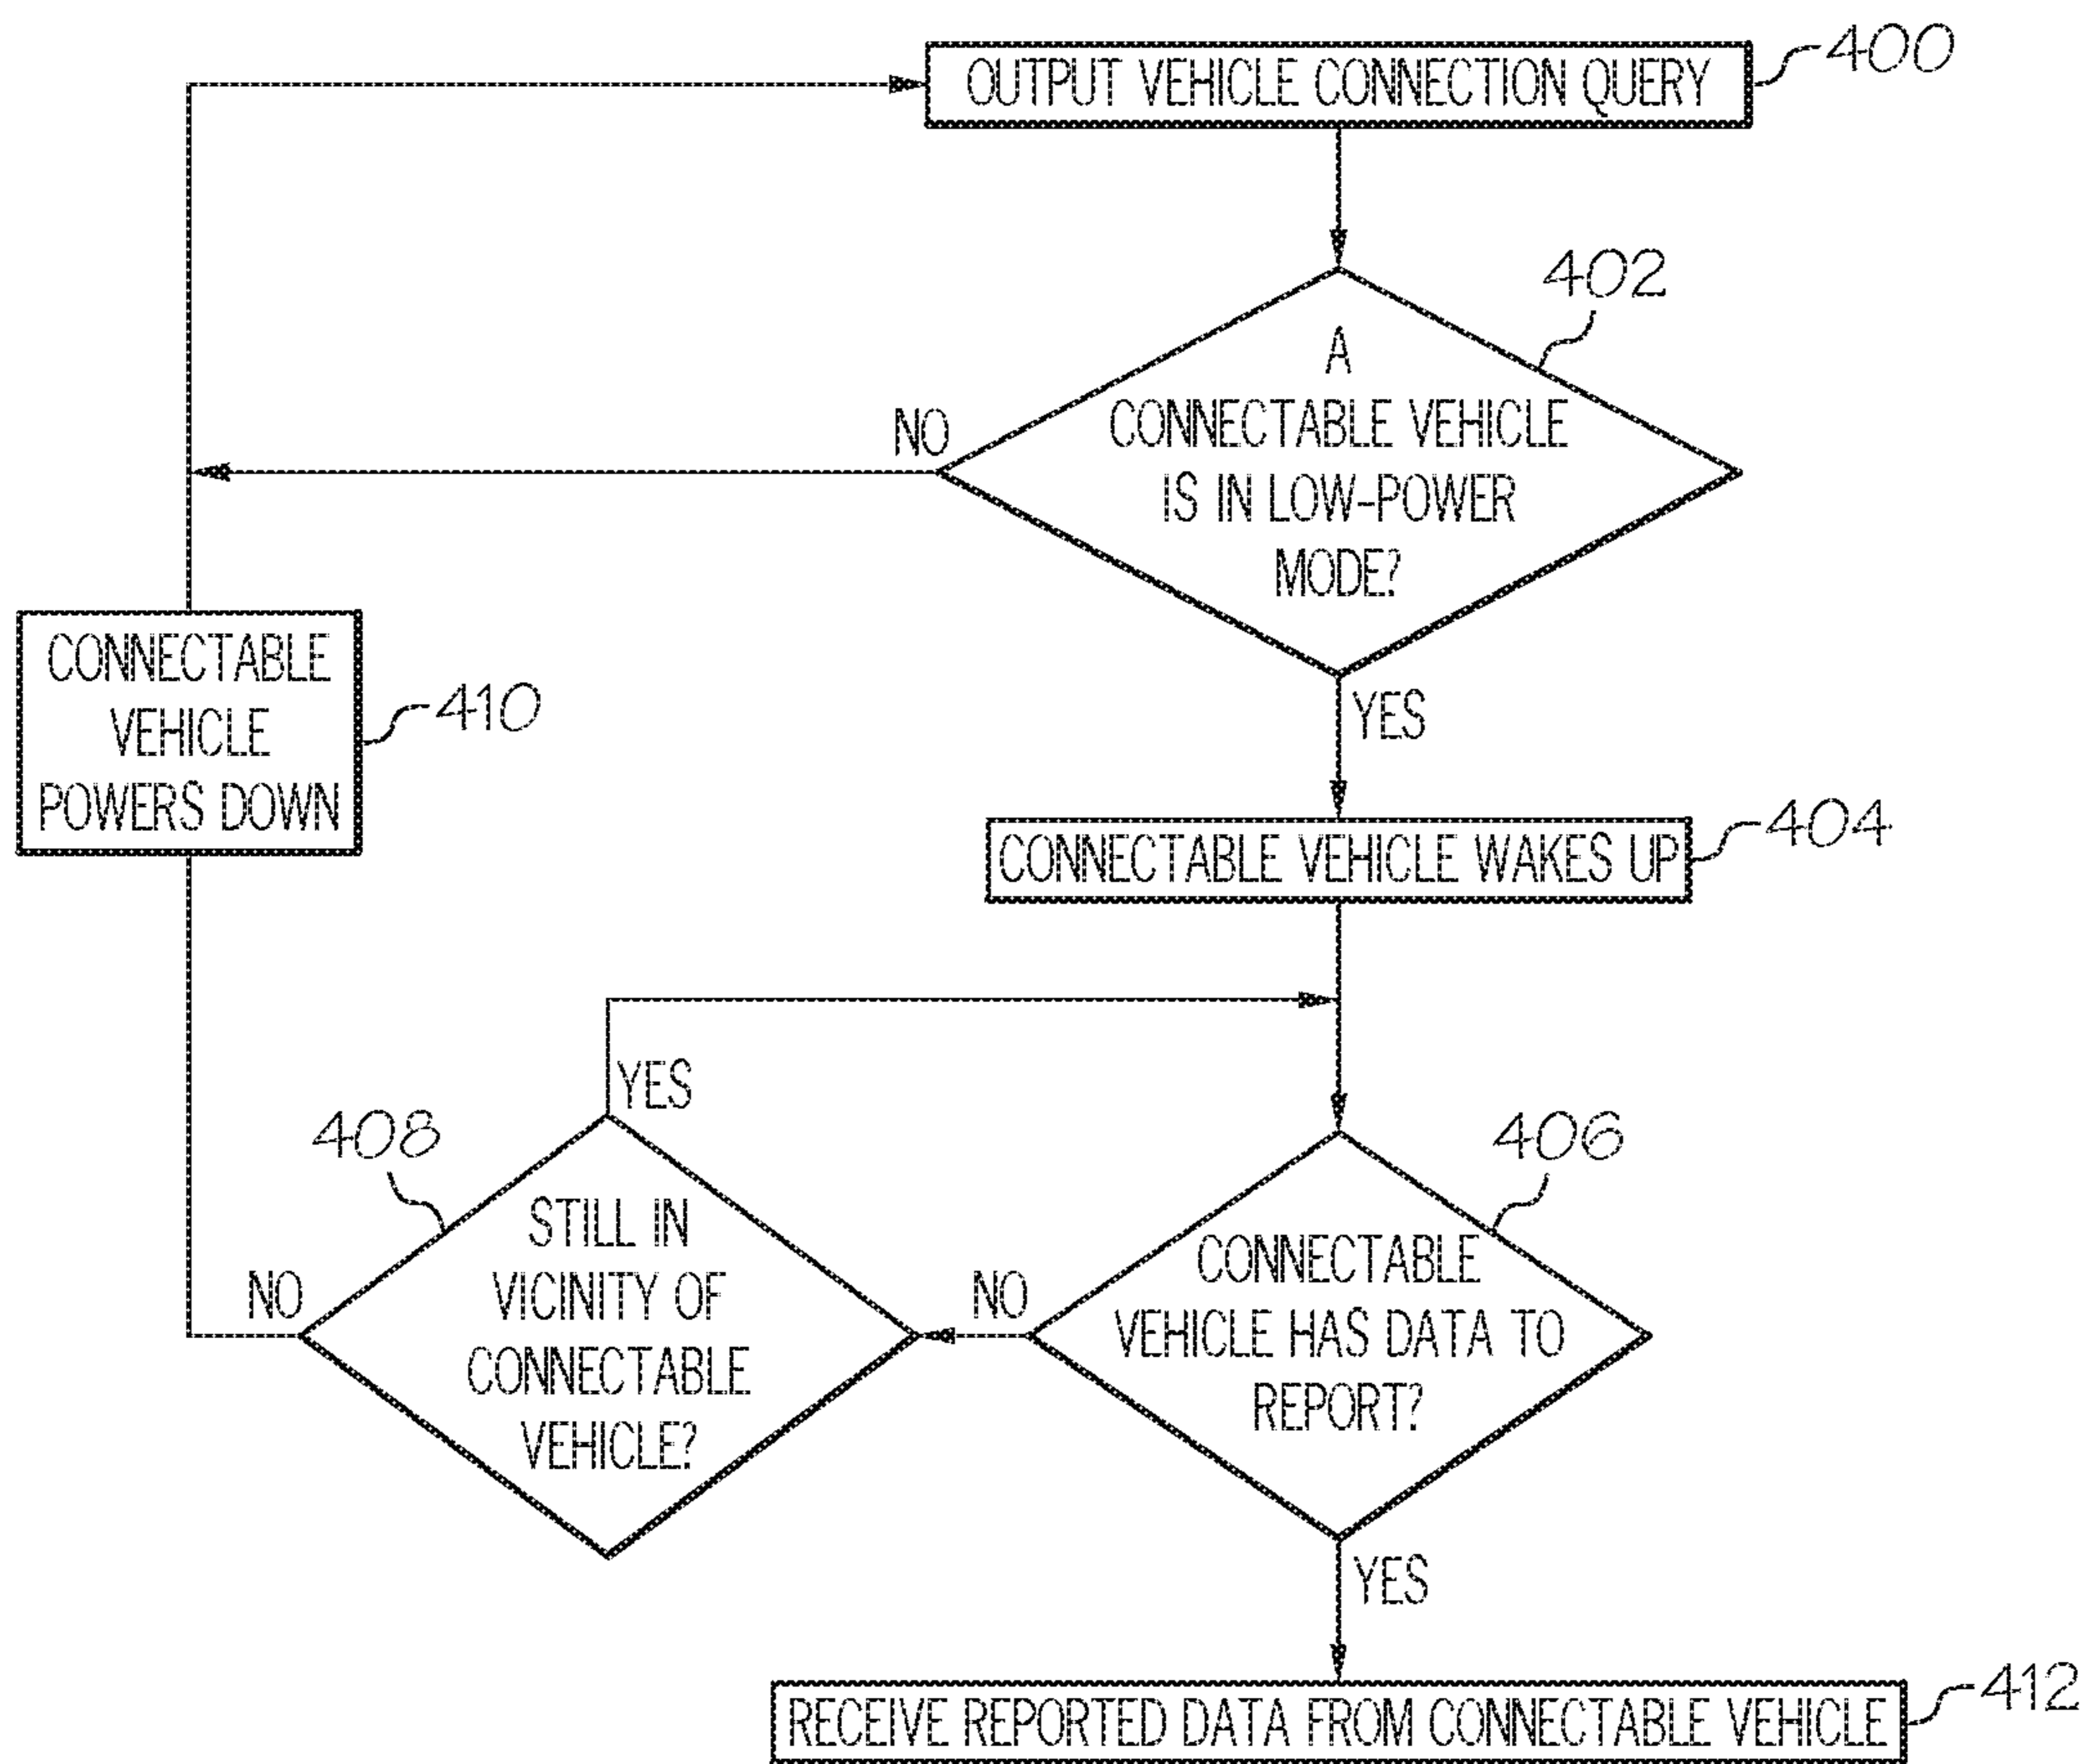 OUTPUT VEHICLE CONNECTION QUERY
400
402
A
CONNECTABLE VEHICLE
IS IN LOW-POWER
MODE?
NO
YES
CONNECTABLE
VEHICLE
POWERS DOWN
410
CONNECTABLE VEHICLE WAKES UP
404
YES
408
STILL IN
VICINITY OF
CONNECTABLE
VEHICLE?
NO
NO
406
CONNECTABLE
VEHICLE HAS DATA TO
REPORT?
YES
RECEIVE REPORTED DATA FROM CONNECTABLE VEHICLE
412